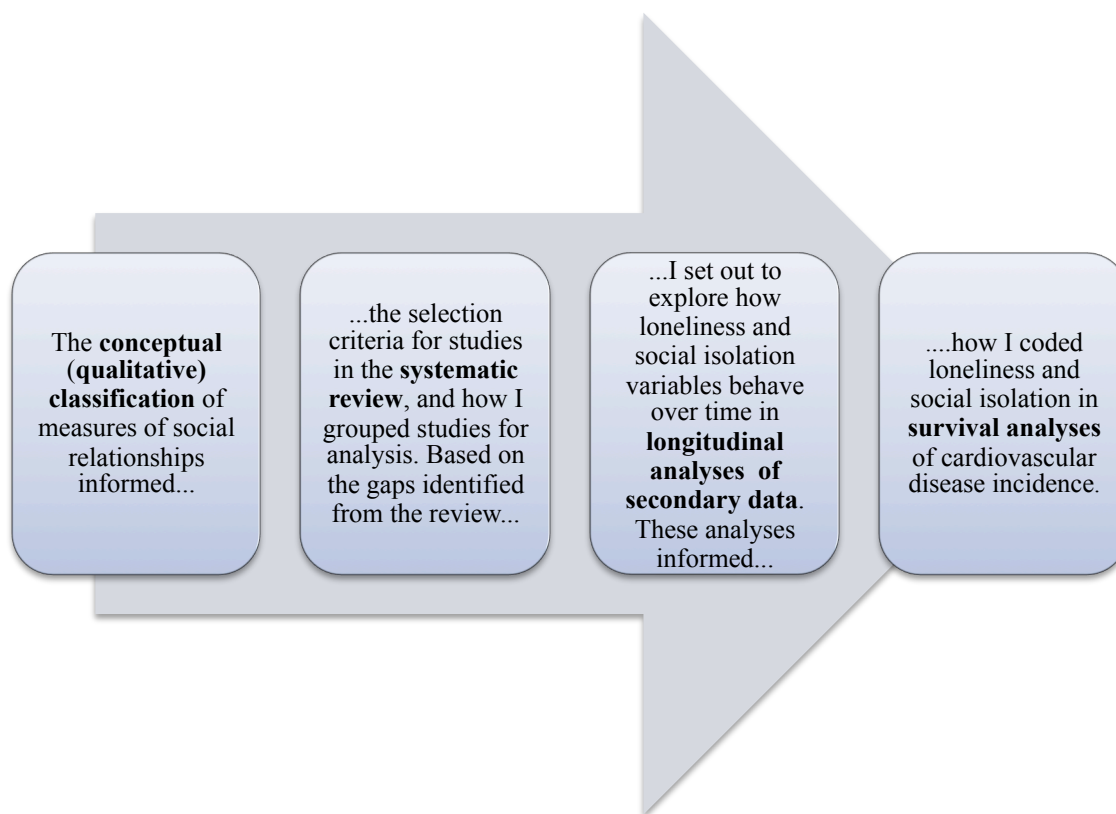 The conceptual
(qualitative)
classification of
measures of social
relationships
informed...
...the selection
criteria for studies
in the systematic
review, and how I
grouped studies for
analysis. Based on
the gaps identified
from the review...
...I set out to
explore how
loneliness and
social isolation
variables behave
over time in
longitudinal
analyses of
secondary data.
These analyses
informed...
....how I coded
loneliness and
social isolation in
survival analyses
of cardiovascular
disease incidence.